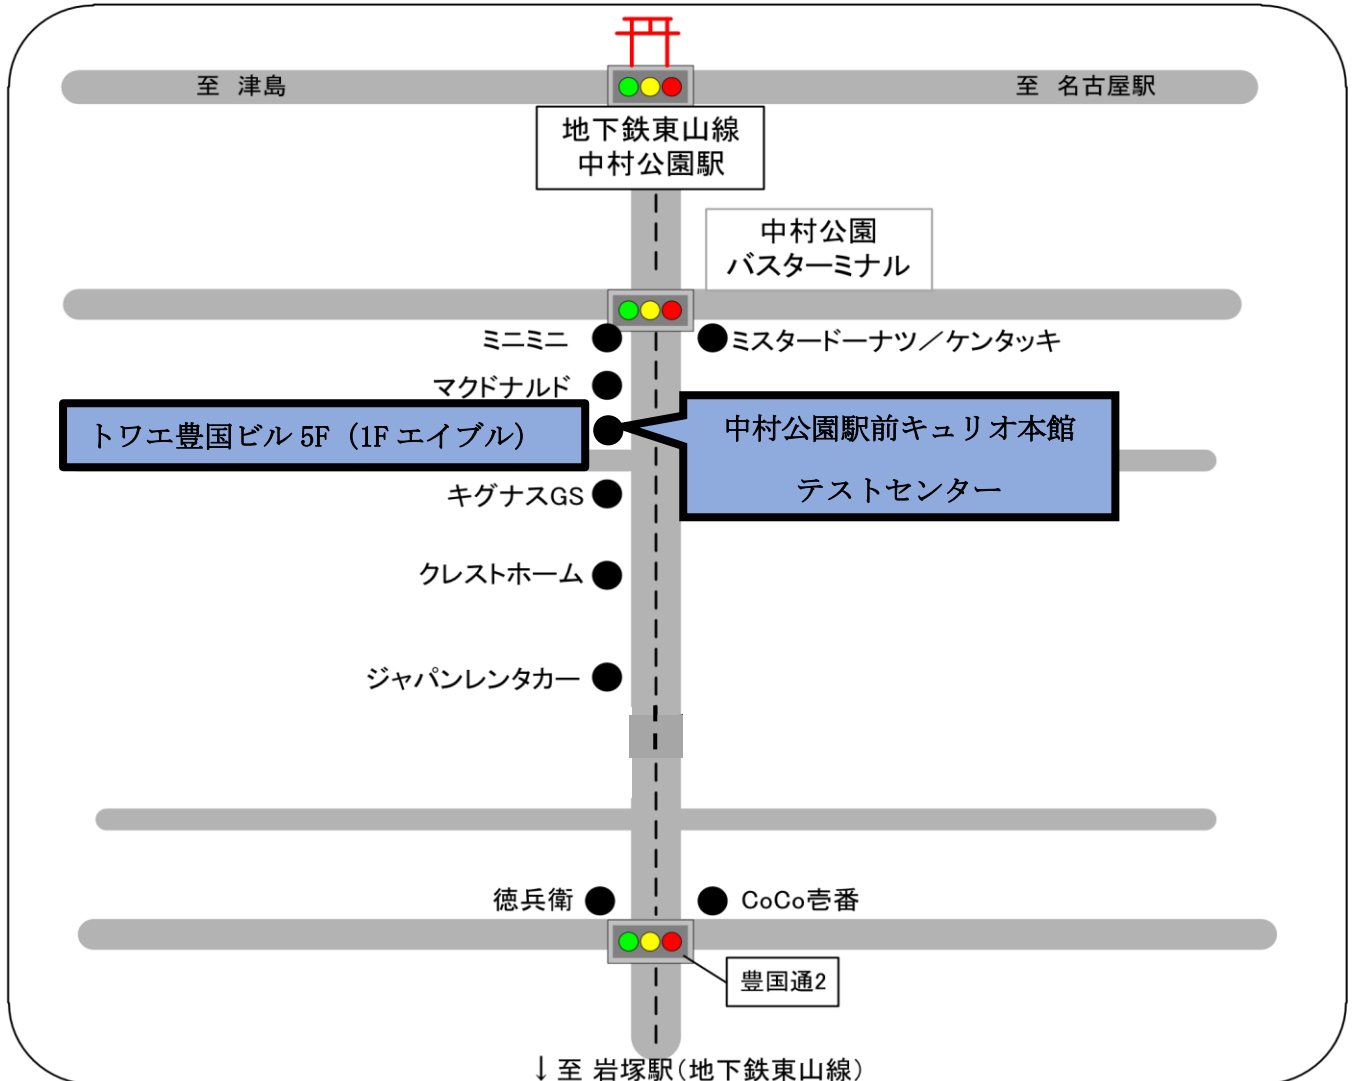 至 津島
至 名古屋駅
地下鉄東山線
中村公園駅
中村公園
バスターミナル
ミニミニ
ミスタードーナツ／ケンタッキ
マクドナルド
トワエ豊国ビル 5F（1F エイブル）
中村公園駅前キュリオ本館
テストセンター
キグナスGS
クレストホーム
ジャパンレンタカー
徳兵衛
CoCo壱番
豊国通2
↓至 岩塚駅(地下鉄東山線)